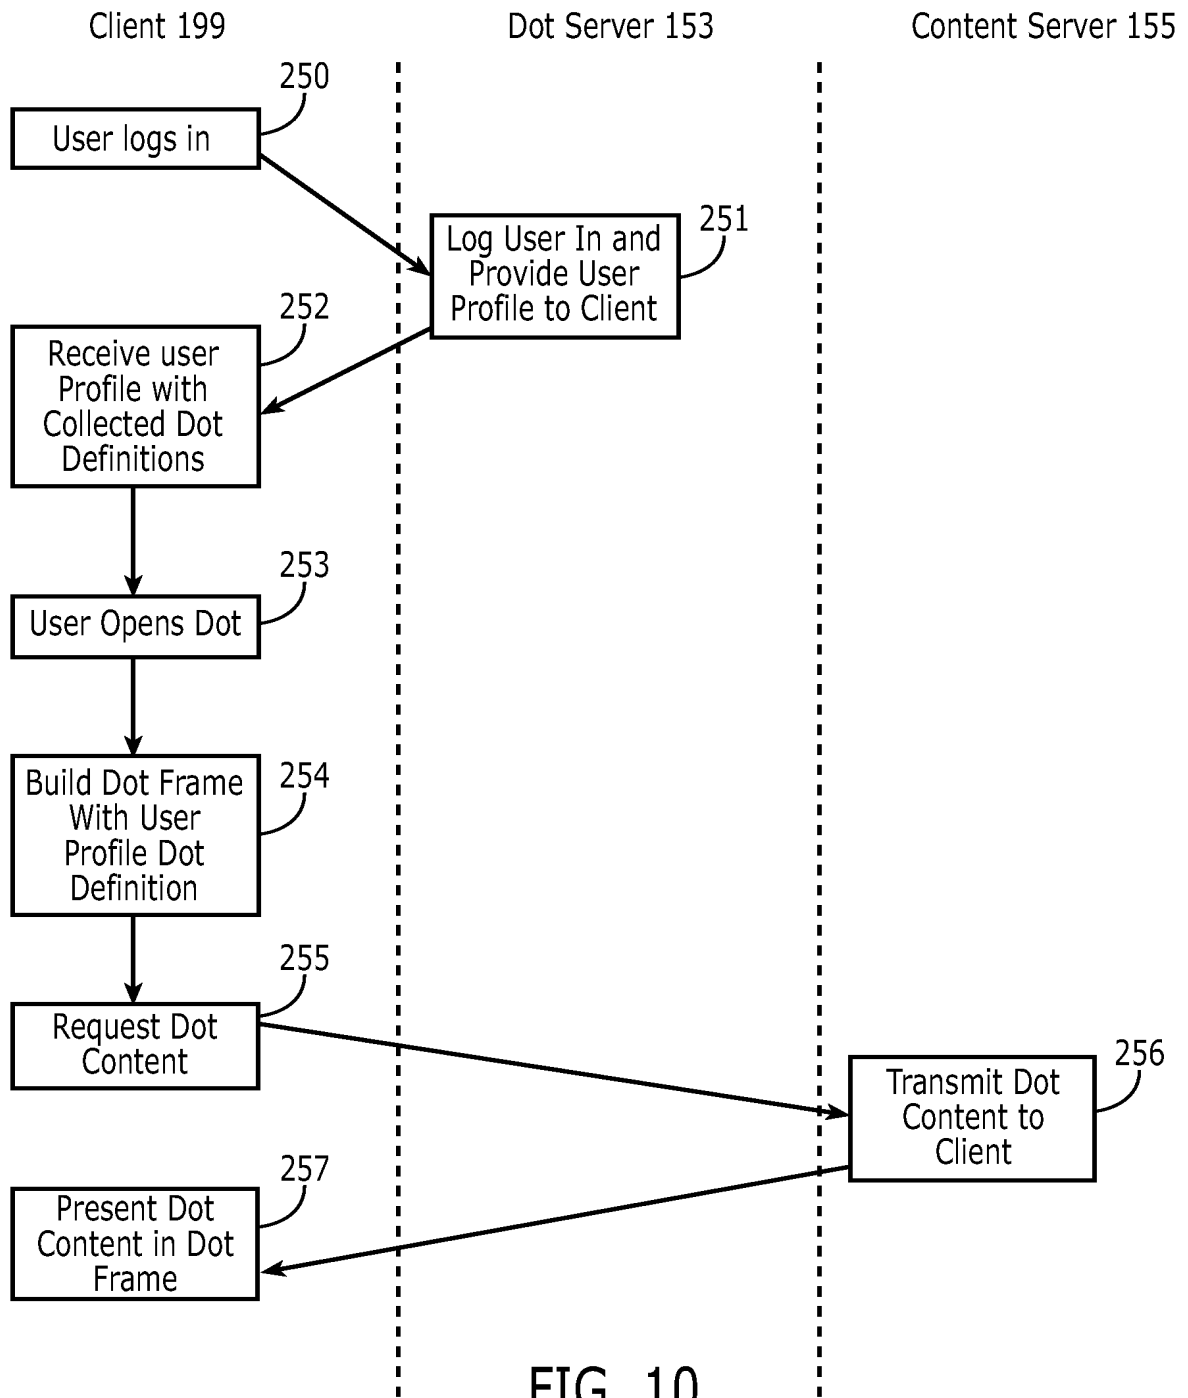 Client 199
Dot Server 153
Content Server 155
250
User logs in
251
Log User In and
Provide User
Profile to Client
252
Receive user
Profile with
Collected Dot
Definitions
253
User Opens Dot
254
Build Dot Frame
With User
Profile Dot
Definition
255
Request Dot
Content
256
Transmit Dot
Content to
Client
257
Present Dot
Content in Dot
Frame
FIG. 10